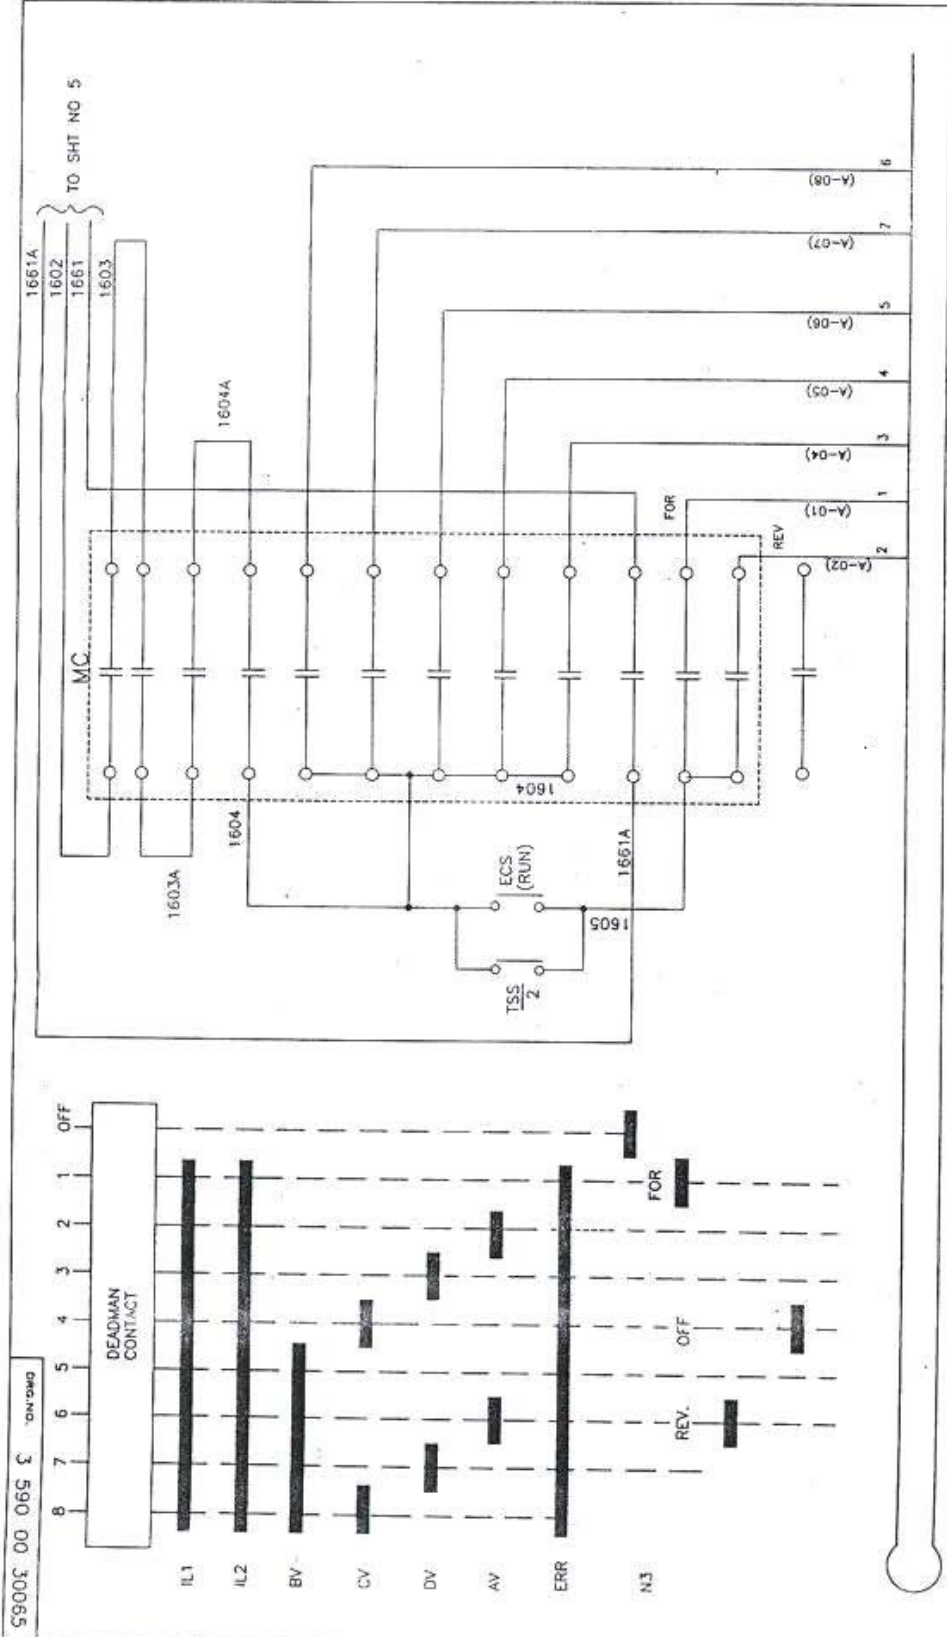 1661A
1602
1661
1603
TO SHT NO 5
1604A
MC
1603A
1604
1604
ECS
(RUN)
TSS
2
1605
1661A
FOR
REV
(A-08)
6
(A-07)
7
(A-06)
5
(A-05)
4
(A-04)
3
(A-01)
1
(A-02)
2
8
7
6
5
4
3
2
1
OFF
DEADMAN
CONTACT
IL1
IL2
BV
CV
DV
AV
ERR
N3
REV.
OFF
FOR
DRG.NO. 3 590 00 30065